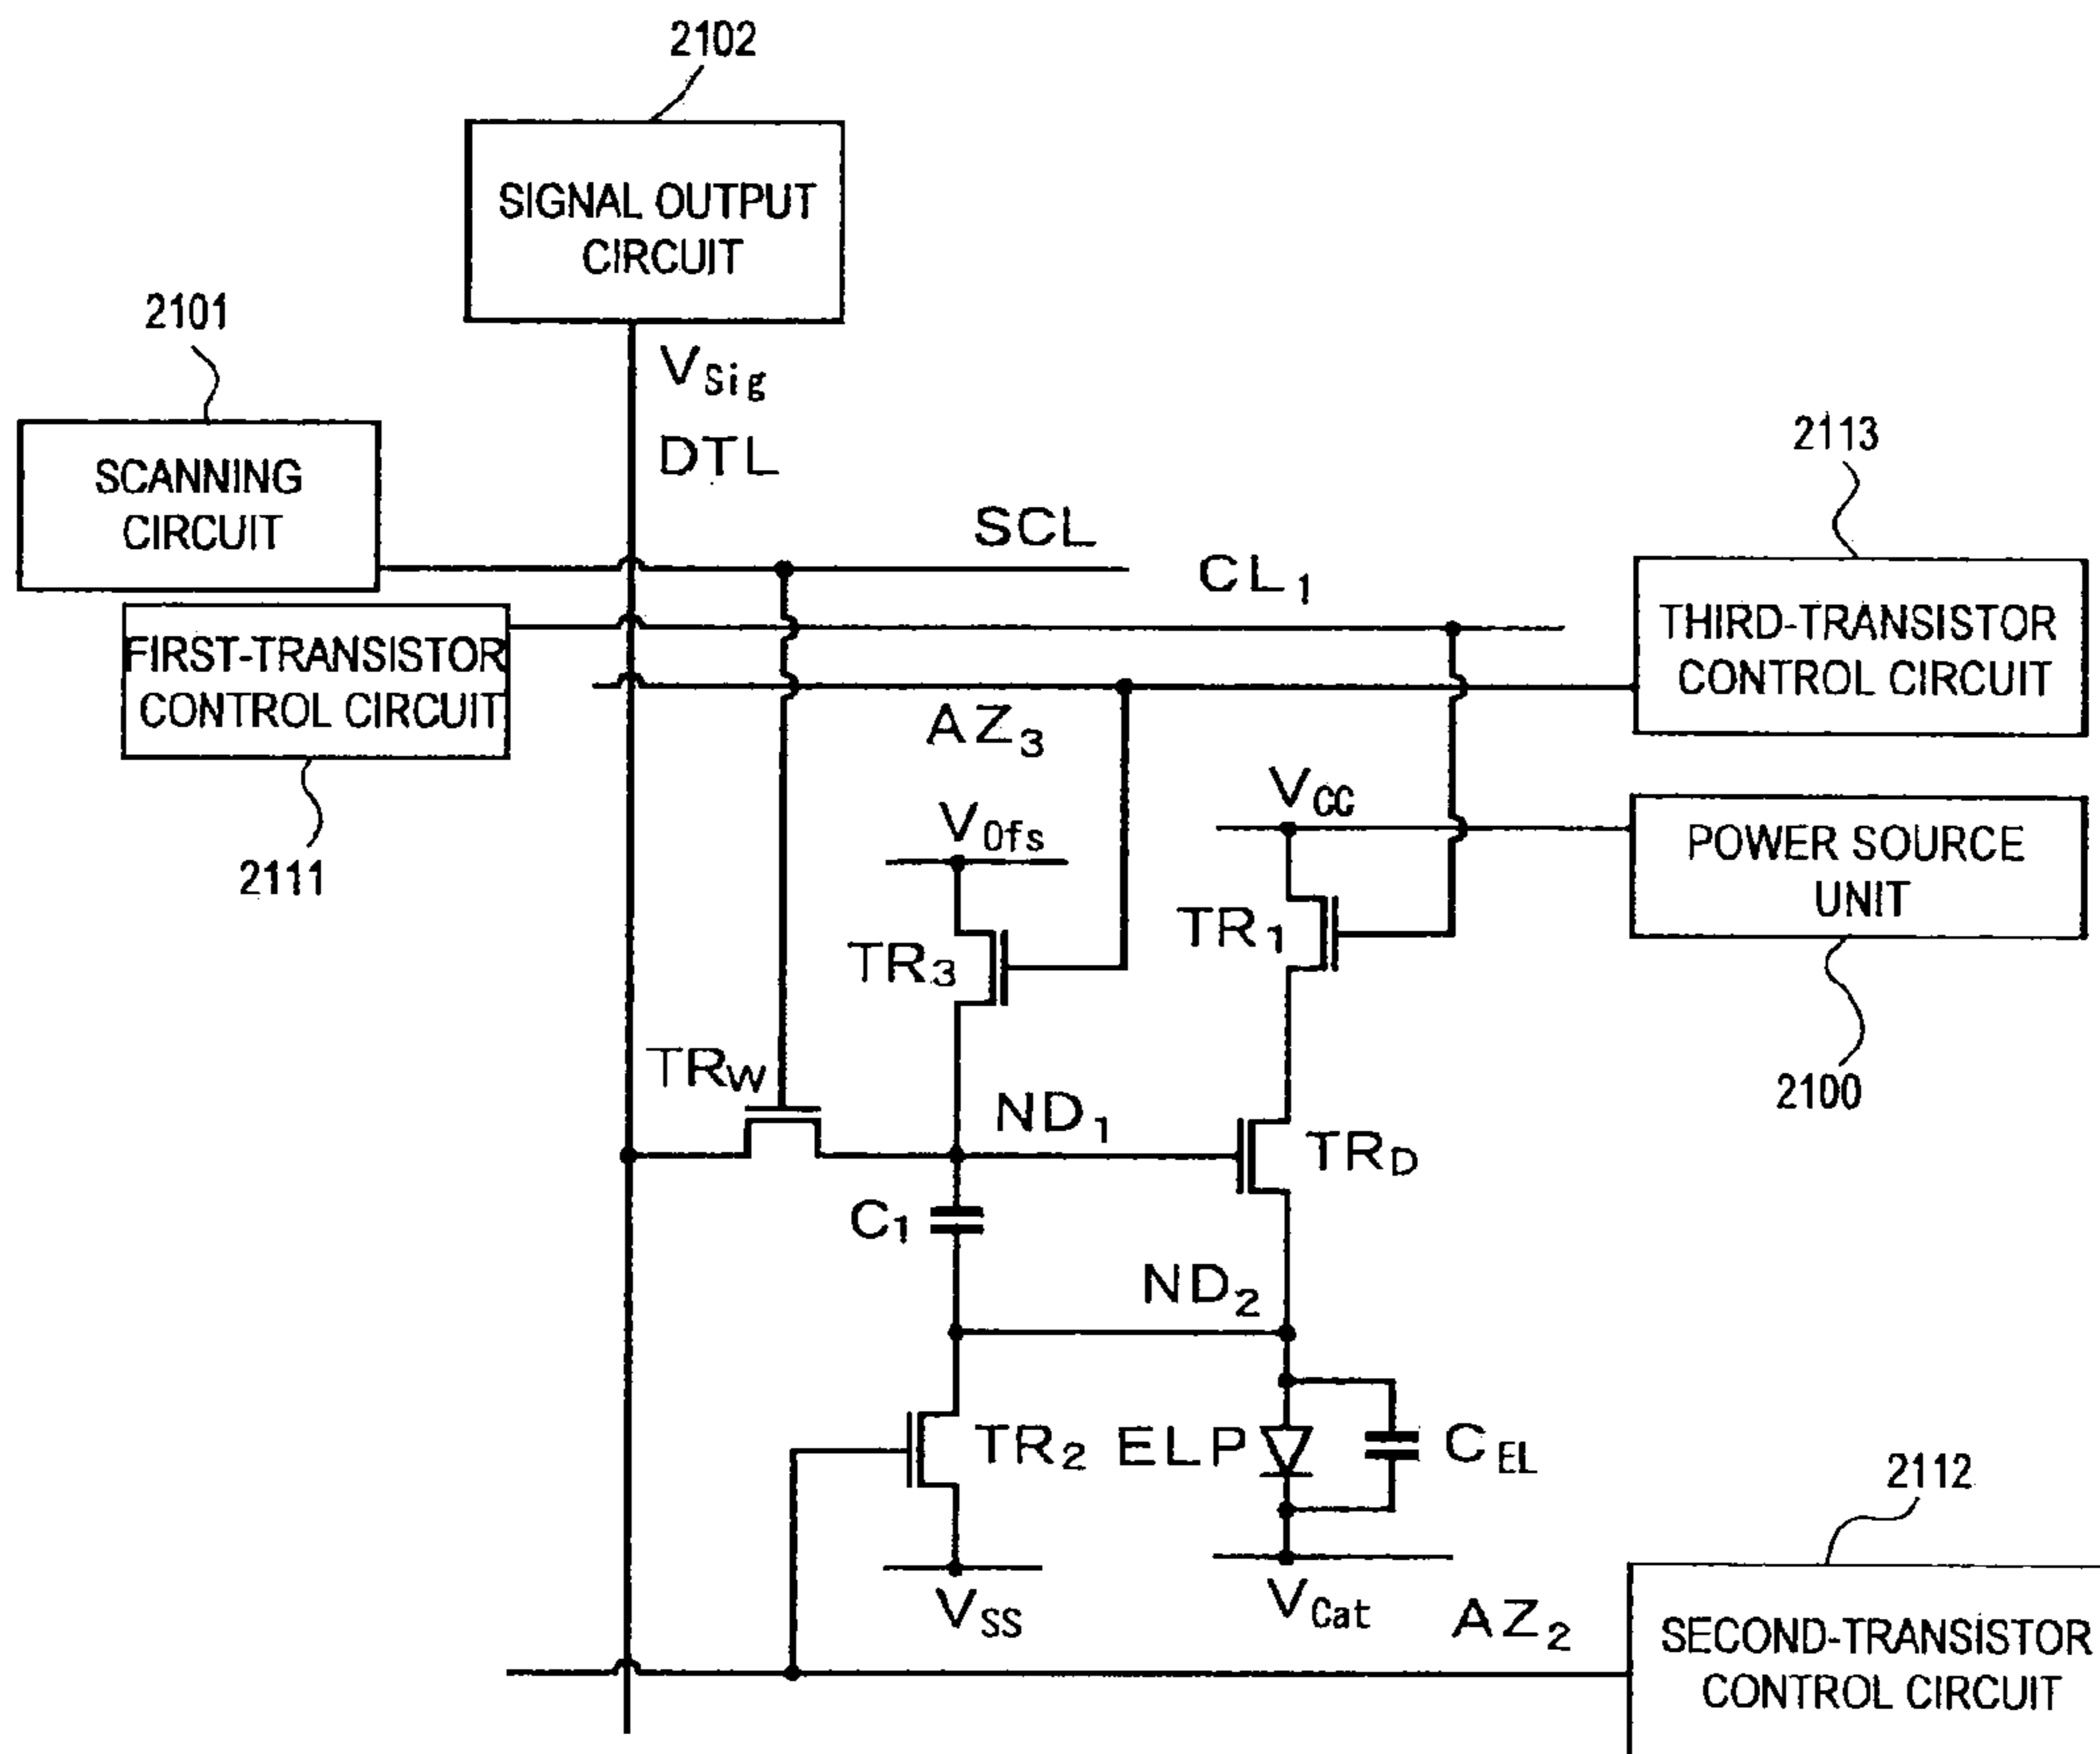 2102
SIGNAL OUTPUT
CIRCUIT
2101
VSig
SCANNING
CIRCUIT
DTL
2113
SCL
CL1
FIRST-TRANSISTOR
CONTROL CIRCUIT
THIRD-TRANSISTOR
CONTROL CIRCUIT
AZ3
2111
VOfs
VCC
POWER SOURCE
UNIT
TR3
TR1
2100
TRW
ND1
TRD
C1
ND2
TR2
ELP
CEL
2112
VSS
VCat
AZ2
SECOND-TRANSISTOR
CONTROL CIRCUIT